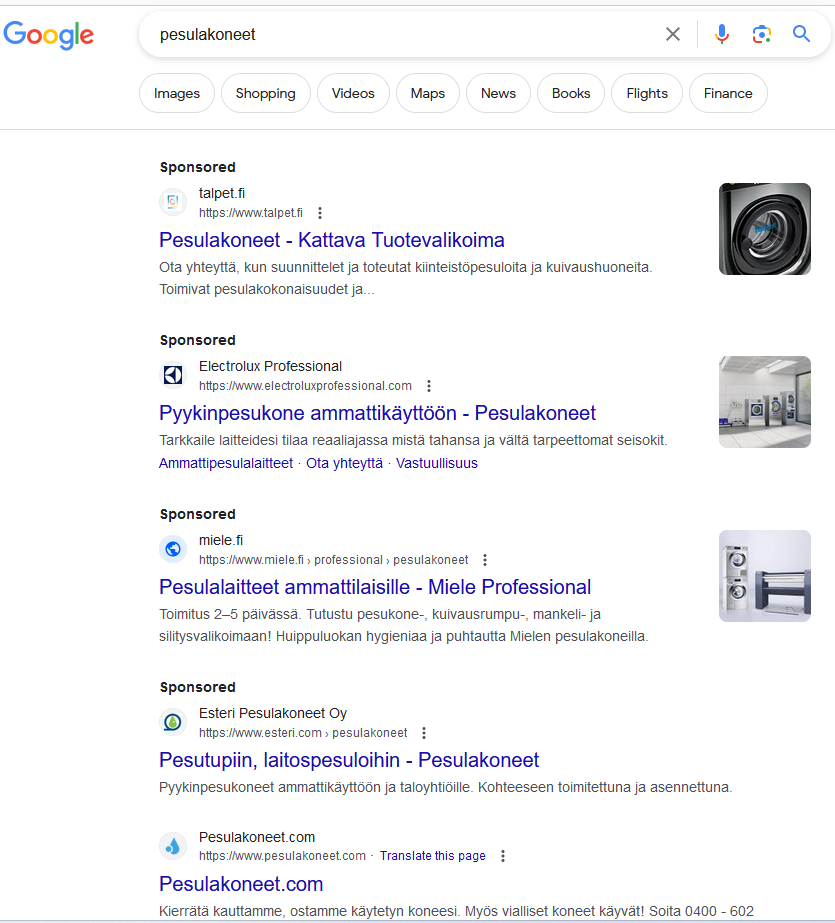 Google
pesulakoneet
Images Shopping Videos Maps News Books Flights Finance
Sponsored
talpet.fi
https://www.talpet.fi
Pesulakoneet - Kattava Tuotevalikoima
Ota yhteyttä, kun suunnittelet ja toteutat kiinteistöpesuloita ja kuivaushuoneita.
Toimivat pesulakokonaisuudet ja...
Sponsored
Electrolux Professional
https://www.electroluxprofessional.com
Pyykinpesukone ammattikäyttöön - Pesulakoneet
Tarkkaile laitteidesi tilaa reaaliajassa mistä tahansa ja vältä tarpeettomat seisokit.
Ammattipesulalaitteet · Ota yhteyttä · Vastuullisuus
Sponsored
miele.fi
https://www.miele.fi › professional › pesulakoneet
Pesulalaitteet ammattilaisille - Miele Professional
Toimitus 2–5 päivässä. Tutustu pesukone-, kuivausrumpu-, mankeli- ja
silitysvalikoimaan! Huippuluokan hygieniaa ja puhtautta Mielen pesulakoneilla.
Sponsored
Esteri Pesulakoneet Oy
https://www.esteri.com › pesulakoneet
Pesutupiin, laitospesuloihin - Pesulakoneet
Pyykinpesukoneet ammattikäyttöön ja taloyhtiöille. Kohteeseen toimitettuna ja asennettuna.
Pesulakoneet.com
https://www.pesulakoneet.com · Translate this page
Pesulakoneet.com
Kierrätä kauttamme, ostamme käytetyn koneesi. Myös vialliset koneet käyvät! Soita 0400 - 602